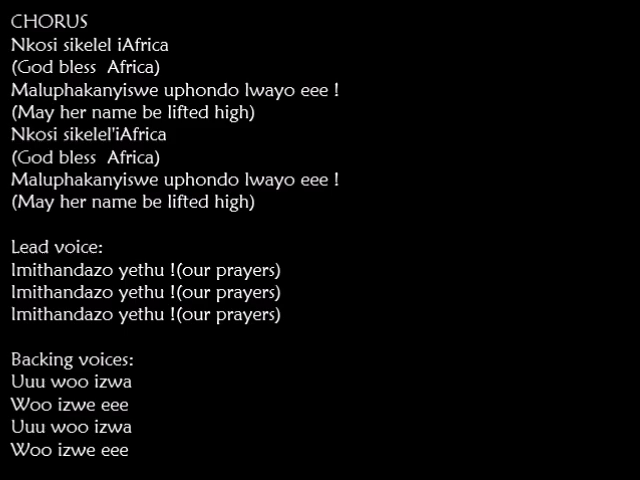 CHORUS
Nkosi sikelel iAfrica
(God bless  Africa)
Maluphakanyiswe uphondo lwayo eee !
(May her name be lifted high)
Nkosi sikelel'iAfrica
(God bless  Africa)
Maluphakanyiswe uphondo lwayo eee !
(May her name be lifted high)

Lead voice:
Imithandazo yethu !(our prayers)
Imithandazo yethu !(our prayers)
Imithandazo yethu !(our prayers)

Backing voices:
Uuu woo izwa
Woo izwe eee
Uuu woo izwa
Woo izwe eee